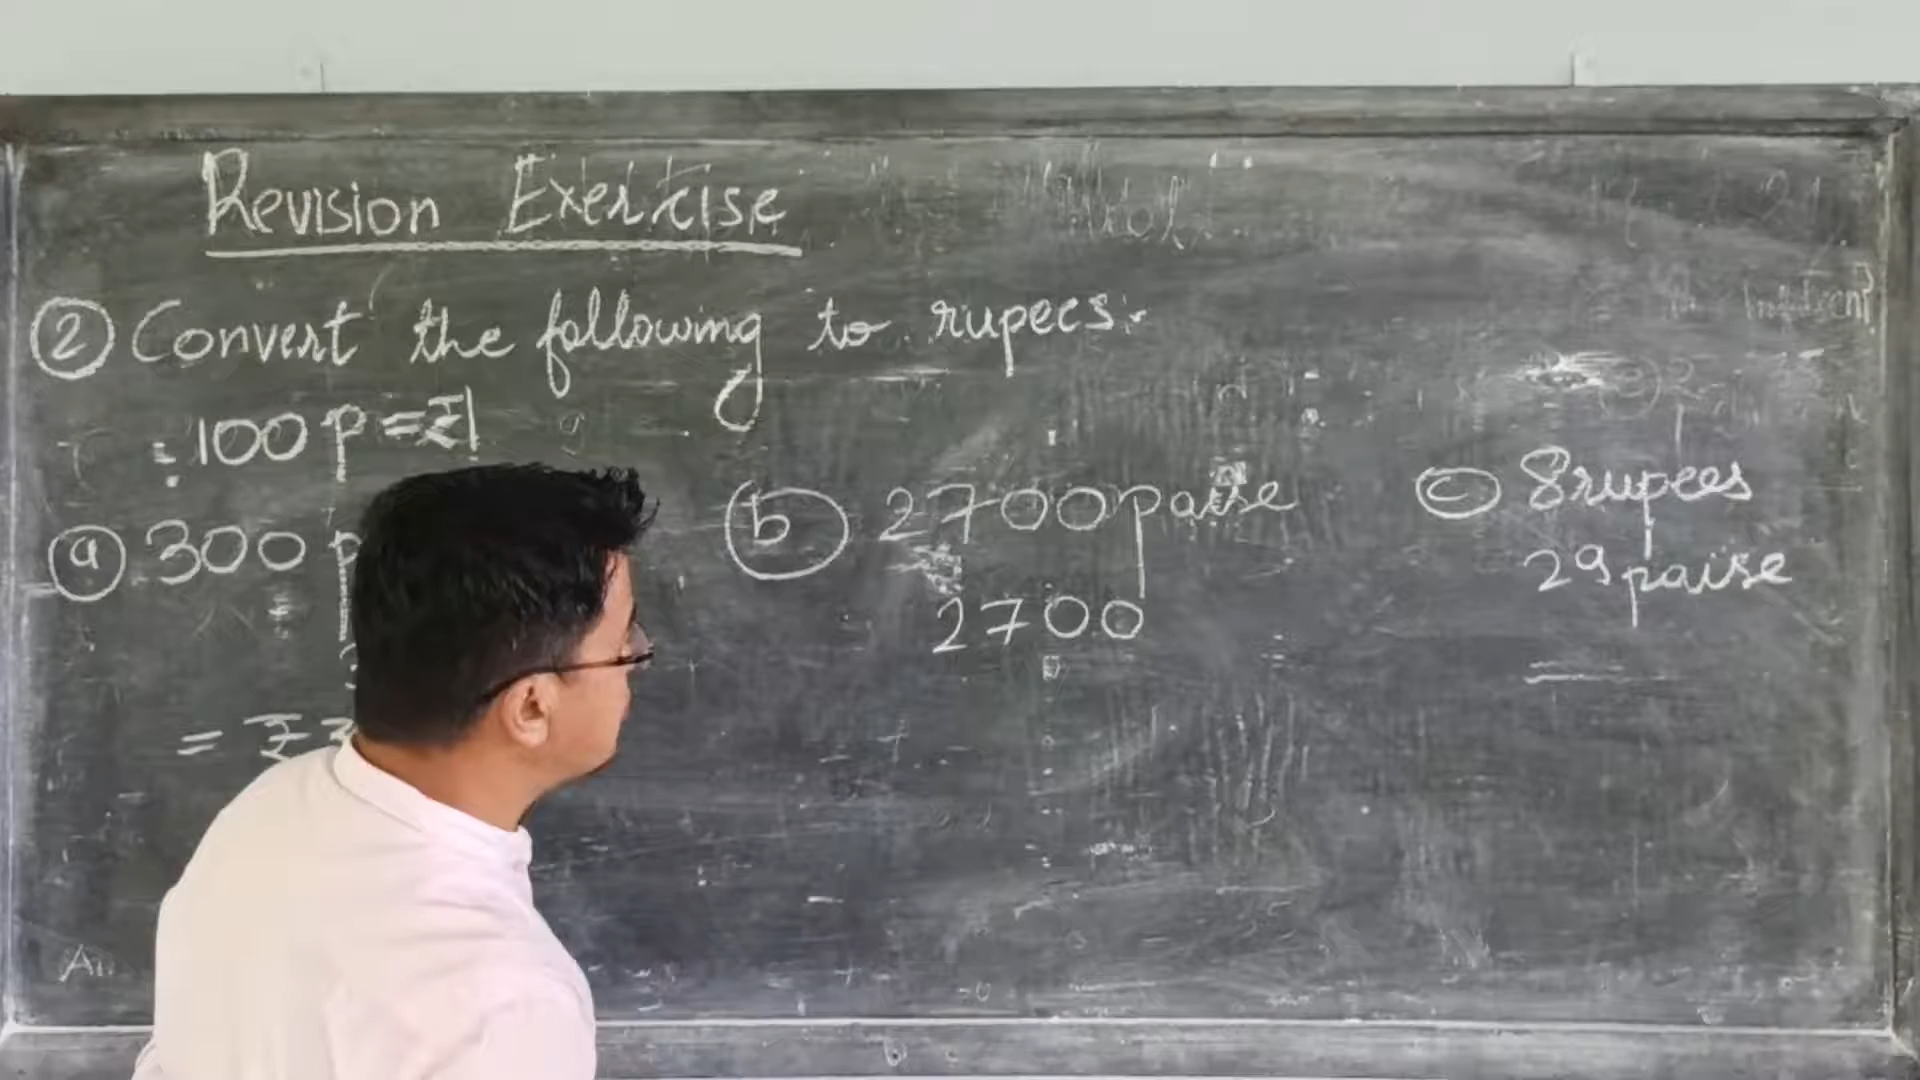 Revision Exercise
② Convert the following to rupees:-
∴ 100 p = ₹1
ⓐ 300 p
= ₹3
ⓑ 2700 paise
2700
ⓒ 8 rupees
29 paise